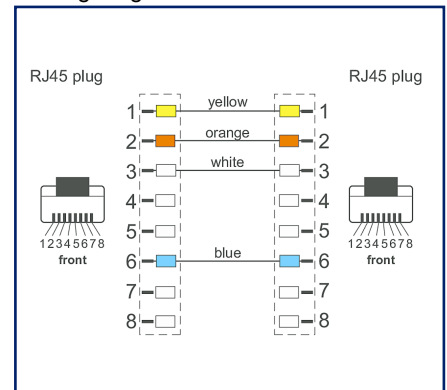 RJ45 plug RJ45 plug
1 yellow 1
2 orange 2
3 white 3
4 4
5 5
6 blue 6
7 7
8 8
12345678 12345678
front front